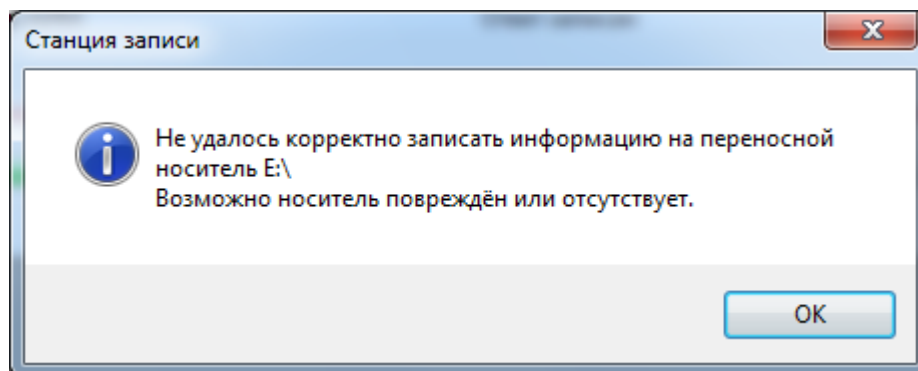 Станция записи
Не удалось корректно записать информацию на переносной
носитель E:\
Возможно носитель повреждён или отсутствует.
OK